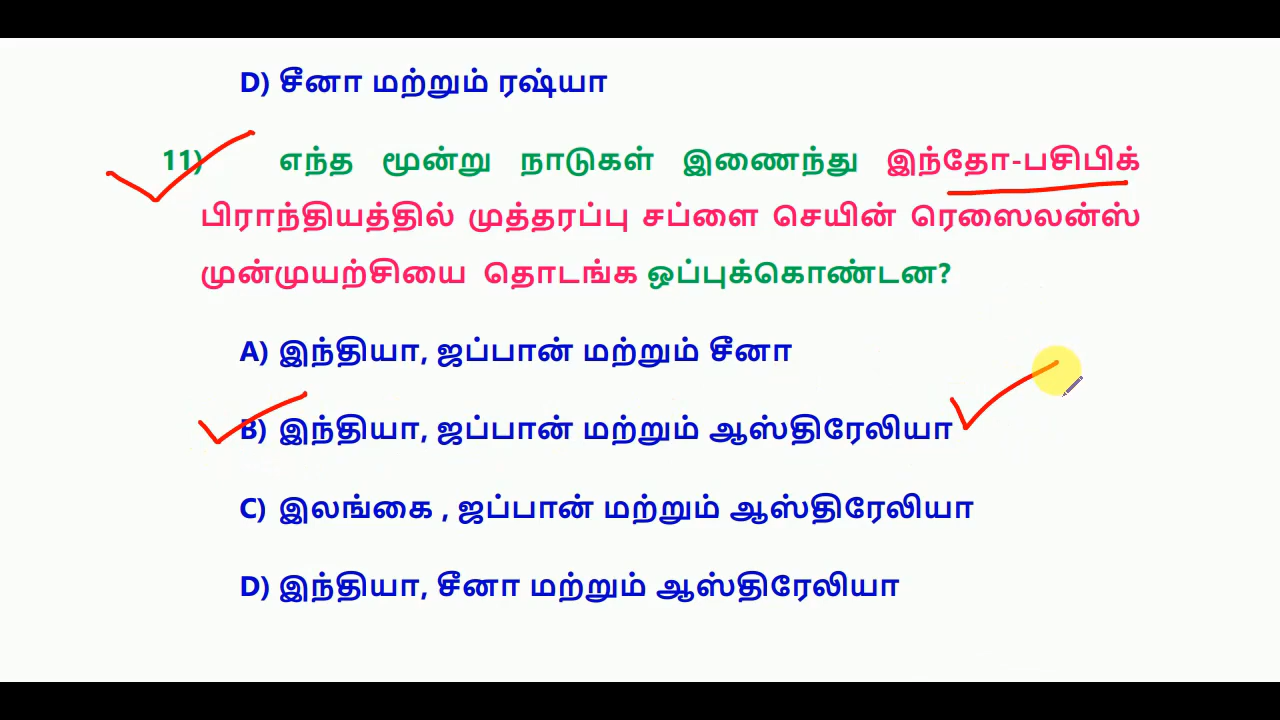 D) சீனா மற்றும் ரஷ்யா
11) எந்த மூன்று நாடுகள் இணைந்து இந்தோ-பசிபிக்
பிராந்தியத்தில் முத்தரப்பு சப்ளை செயின் ரெஸைலன்ஸ்
முன்முயற்சியை தொடங்க ஒப்புக்கொண்டன?
A) இந்தியா, ஜப்பான் மற்றும் சீனா
B) இந்தியா, ஜப்பான் மற்றும் ஆஸ்திரேலியா
C) இலங்கை , ஜப்பான் மற்றும் ஆஸ்திரேலியா
D) இந்தியா, சீனா மற்றும் ஆஸ்திரேலியா